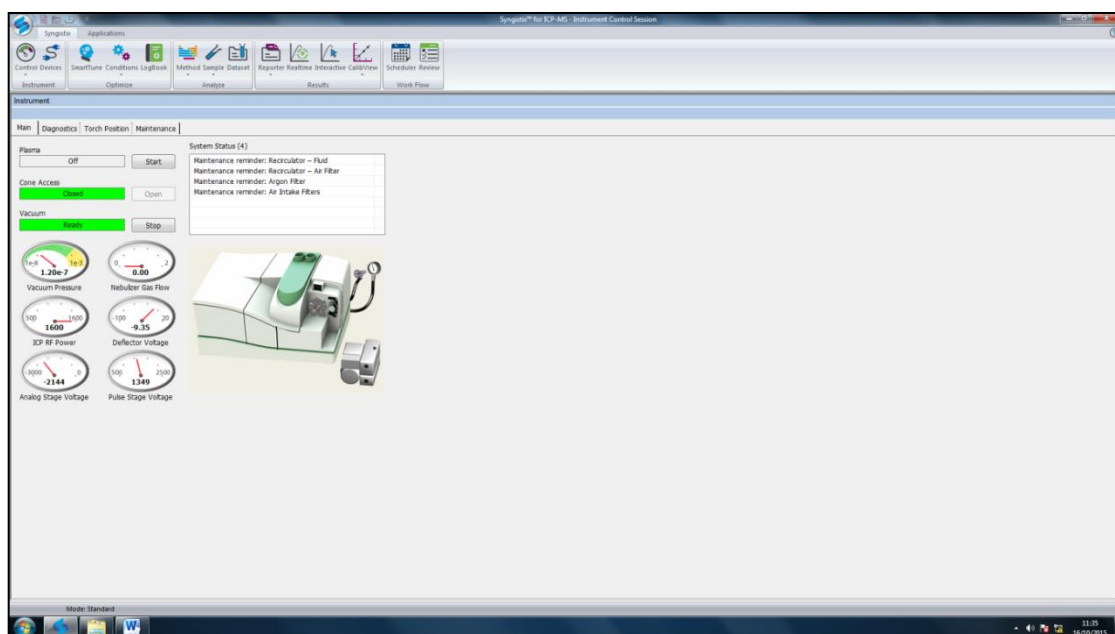 Syngistix™ for ICP-MS - Instrument Control Session
Syngistix Applications
Control Devices SmartTune Conditions LogBook Method Sample Dataset Reporter Realtime Interactive CalibView Scheduler Review
Instrument Optimize Analyze Results Work Flow
Instrument
Main Diagnostics Torch Position Maintenance
Plasma
Off Start
Cone Access
Closed Open
Vacuum
Ready Stop
System Status (4)
Maintenance reminder: Recirculator – Fluid
Maintenance reminder: Recirculator – Air Filter
Maintenance reminder: Argon Filter
Maintenance reminder: Air Intake Filters
1e-8 1e-3 0 2
1.20e-7 0.00
Vacuum Pressure Nebulizer Gas Flow
500 1600 -100 20
1600 -9.35
ICP RF Power Deflector Voltage
-3000 0 500 2500
-2144 1349
Analog Stage Voltage Pulse Stage Voltage
Mode: Standard
11:35
16/10/2015